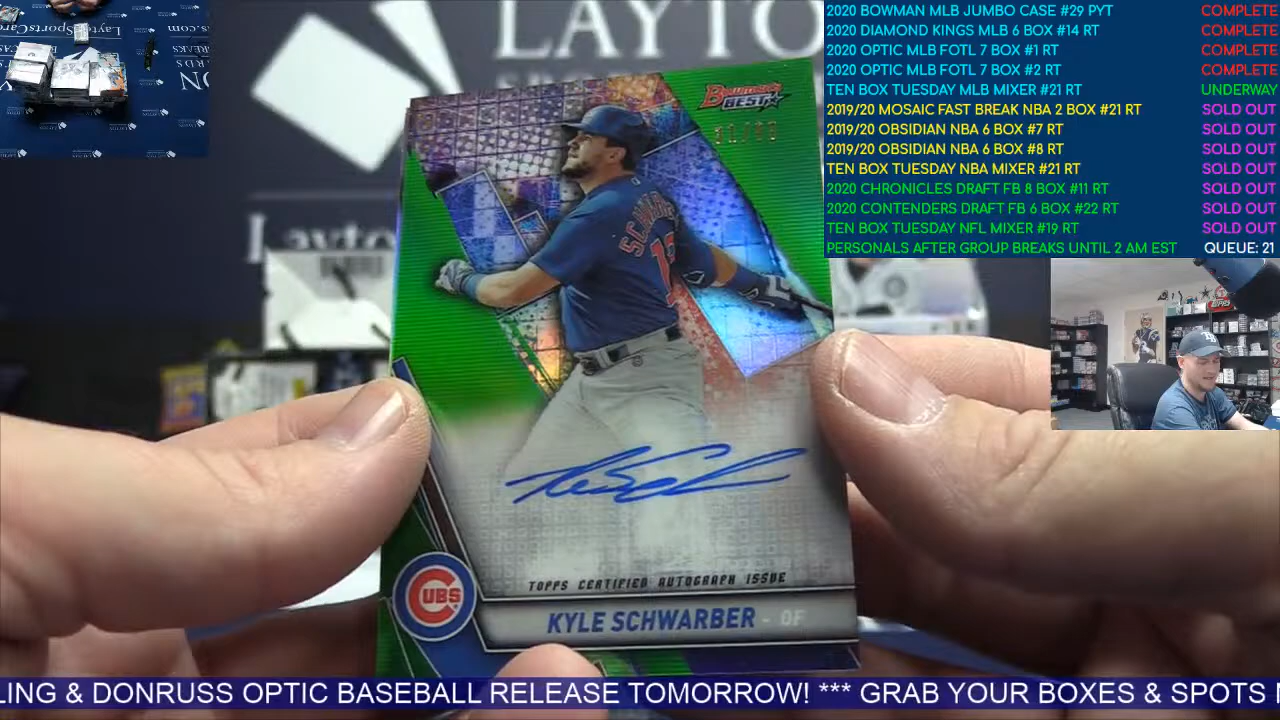 2020 BOWMAN MLB JUMBO CASE #29 PYT COMPLETE
2020 DIAMOND KINGS MLB 6 BOX #14 RT COMPLETE
2020 OPTIC MLB FOTL 7 BOX #1 RT COMPLETE
2020 OPTIC MLB FOTL 7 BOX #2 RT COMPLETE
TEN BOX TUESDAY MLB MIXER #21 RT UNDERWAY
2019/20 MOSAIC FAST BREAK NBA 2 BOX #21 RT SOLD OUT
2019/20 OBSIDIAN NBA 6 BOX #7 RT SOLD OUT
2019/20 OBSIDIAN NBA 6 BOX #8 RT SOLD OUT
TEN BOX TUESDAY NBA MIXER #21 RT SOLD OUT
2020 CHRONICLES DRAFT FB 8 BOX #11 RT SOLD OUT
2020 CONTENDERS DRAFT FB 6 BOX #22 RT SOLD OUT
TEN BOX TUESDAY NFL MIXER #19 RT SOLD OUT
PERSONALS AFTER GROUP BREAKS UNTIL 2 AM EST QUEUE: 21
LAYTO
BOWMAN'S
BEST
SCHWAR
TOPPS CERTIFIED AUTOGRAPH ISSUE
CUBS
KYLE SCHWARBER - OF
LING & DONRUSS OPTIC BASEBALL RELEASE TOMORROW! *** GRAB YOUR BOXES & SPOTS